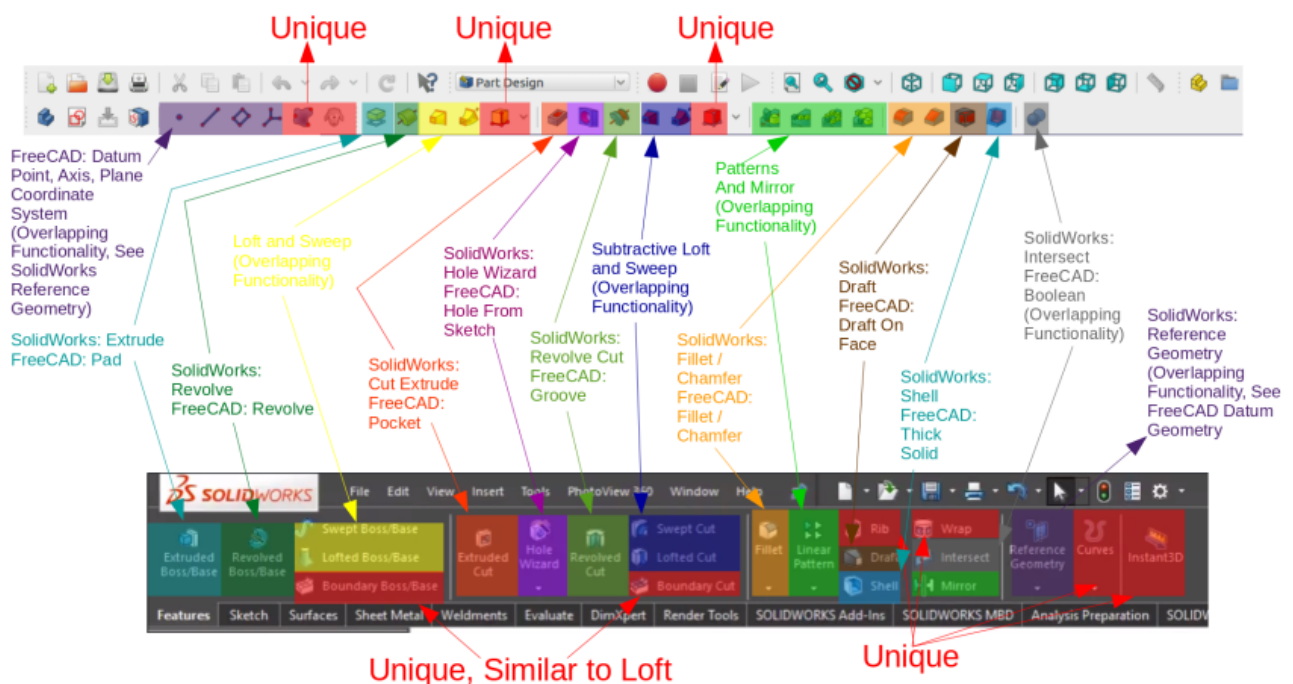 Unique
Unique
Unique
Part Design
FreeCAD: Datum
Point, Axis, Plane
Coordinate
System
(Overlapping
Functionality, See
SolidWorks
Reference
Geometry)
SolidWorks: Extrude
FreeCAD: Pad
SolidWorks:
Revolve
FreeCAD: Revolve
Loft and Sweep
(Overlapping
Functionality)
SolidWorks:
Cut Extrude
FreeCAD:
Pocket
SolidWorks:
Hole Wizard
FreeCAD:
Hole From
Sketch
SolidWorks:
Revolve Cut
FreeCAD:
Groove
Subtractive Loft
and Sweep
(Overlapping
Functionality)
SolidWorks:
Fillet /
Chamfer
FreeCAD:
Fillet /
Chamfer
Patterns
And Mirror
(Overlapping
Functionality)
SolidWorks:
Draft
FreeCAD:
Draft On
Face
SolidWorks:
Shell
FreeCAD:
Thick
Solid
SolidWorks:
Intersect
FreeCAD:
Boolean
(Overlapping
Functionality)
SolidWorks:
Reference
Geometry
(Overlapping
Functionality, See
FreeCAD Datum
Geometry
SOLIDWORKS File Edit View Insert Tools PhotoView 360 Window Help
Extruded
Boss/Base
Revolved
Boss/Base
Swept Boss/Base
Lofted Boss/Base
Boundary Boss/Base
Extruded
Cut
Hole
Wizard
Revolved
Cut
Swept Cut
Lofted Cut
Boundary Cut
Fillet
Linear
Pattern
Rib
Draft
Shell
Wrap
Intersect
Mirror
Reference
Geometry
Curves
Instant3D
Features Sketch Surfaces Sheet Metal Weldments Evaluate DimXpert Render Tools SOLIDWORKS Add-Ins SOLIDWORKS MBD Analysis Preparation SOLIDW
Unique, Similar to Loft
Unique